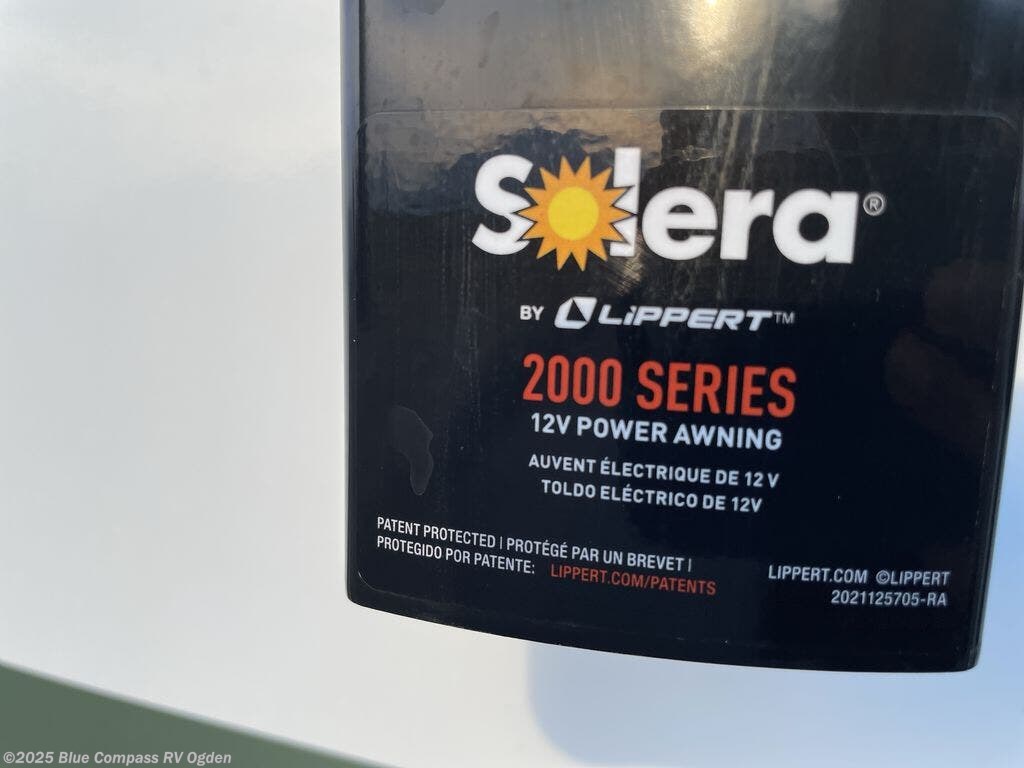 Solera®
BY LiPPERT™
2000 SERIES
12V POWER AWNING
AUVENT ÉLECTRIQUE DE 12 V
TOLDO ELÉCTRICO DE 12V
PATENT PROTECTED | PROTÉGÉ PAR UN BREVET |
PROTEGIDO POR PATENTE: LIPPERT.COM/PATENTS
LIPPERT.COM ©LIPPERT
2021125705-RA
©2025 Blue Compass RV Ogden